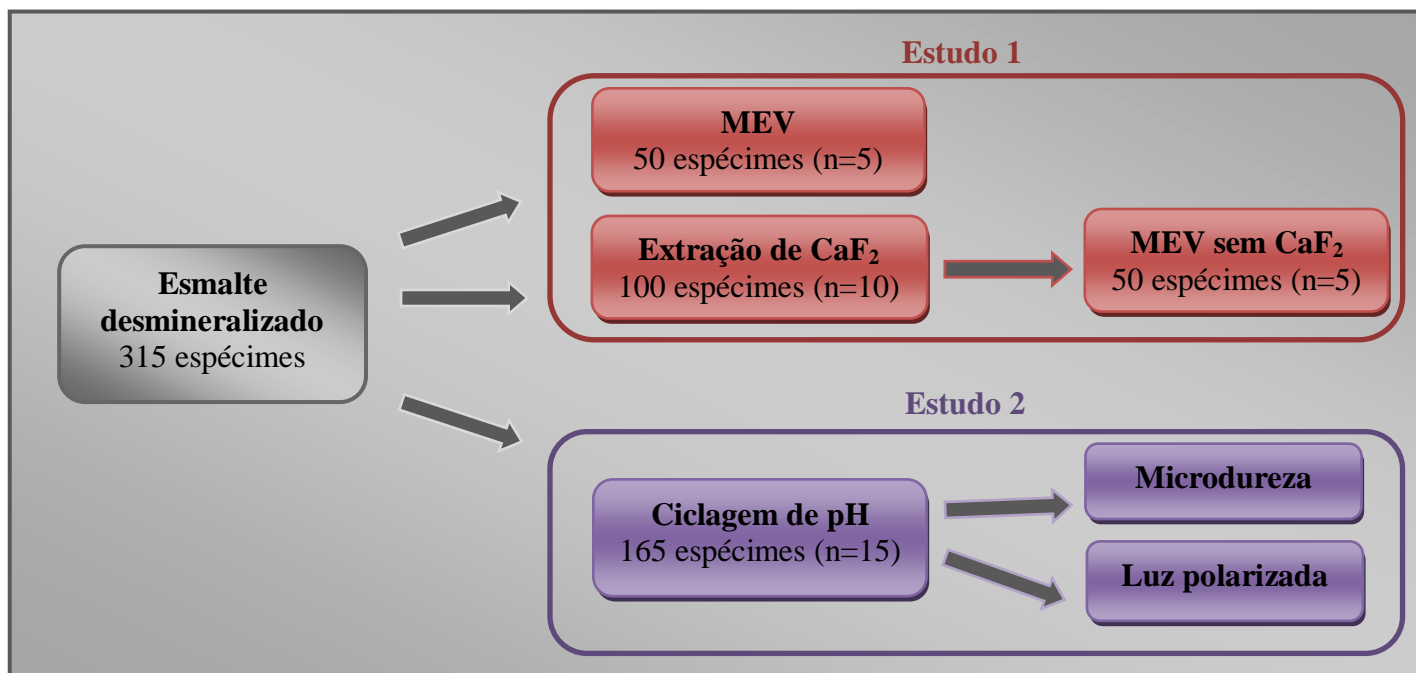 Estudo 1
MEV
50 espécimes (n=5)
Extração de CaF₂
100 espécimes (n=10)
MEV sem CaF₂
50 espécimes (n=5)
Esmalte
desmineralizado
315 espécimes
Estudo 2
Ciclagem de pH
165 espécimes (n=15)
Microdureza
Luz polarizada